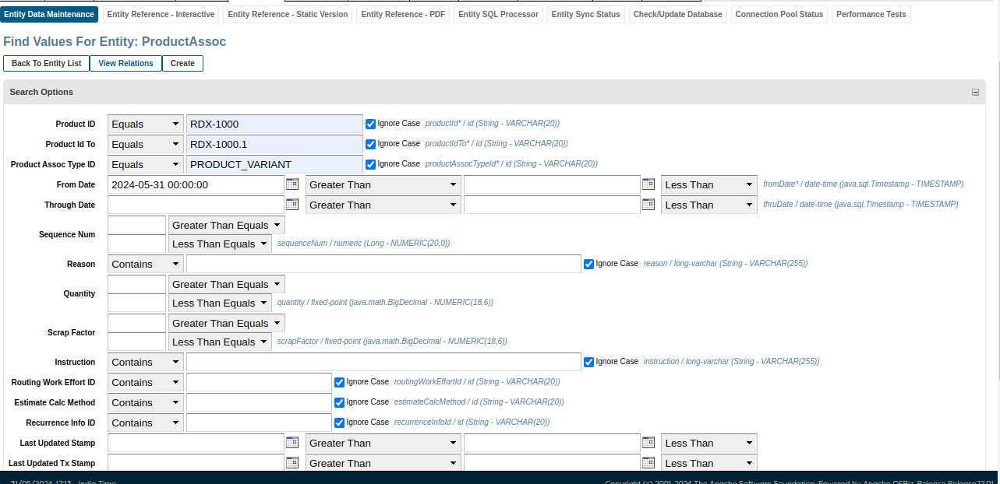 Entity Data Maintenance Entity Reference - Interactive Entity Reference - Static Version Entity Reference - PDF Entity SQL Processor Entity Sync Status Check/Update Database Connection Pool Status Performance Tests
Find Values For Entity: ProductAssoc
Back To Entity List View Relations Create
Search Options
Product ID Equals RDX-1000 Ignore Case productId* / id (String - VARCHAR(20))
Product Id To Equals RDX-1000.1 Ignore Case productIdTo* / id (String - VARCHAR(20))
Product Assoc Type ID Equals PRODUCT_VARIANT Ignore Case productAssocTypeId* / id (String - VARCHAR(20))
From Date 2024-05-31 00:00:00 Greater Than Less Than fromDate* / date-time (java.sql.Timestamp - TIMESTAMP)
Through Date Greater Than Less Than thruDate / date-time (java.sql.Timestamp - TIMESTAMP)
Sequence Num Greater Than Equals
Less Than Equals sequenceNum / numeric (Long - NUMERIC(20,0))
Reason Contains Ignore Case reason / long-varchar (String - VARCHAR(255))
Quantity Greater Than Equals
Less Than Equals quantity / fixed-point (java.math.BigDecimal - NUMERIC(18,6))
Scrap Factor Greater Than Equals
Less Than Equals scrapFactor / fixed-point (java.math.BigDecimal - NUMERIC(18,6))
Instruction Contains Ignore Case instruction / long-varchar (String - VARCHAR(255))
Routing Work Effort ID Contains Ignore Case routingWorkEffortId / id (String - VARCHAR(20))
Estimate Calc Method Contains Ignore Case estimateCalcMethod / id (String - VARCHAR(20))
Recurrence Info ID Contains Ignore Case recurrenceInfoId / id (String - VARCHAR(20))
Last Updated Stamp Greater Than Less Than
Last Updated Tx Stamp Greater Than Less Than
31/05/2024, 17:13 - India Time Copyright (c) 2001-2024 The Apache Software Foundation. Powered by Apache OFBiz. Release Release22.01